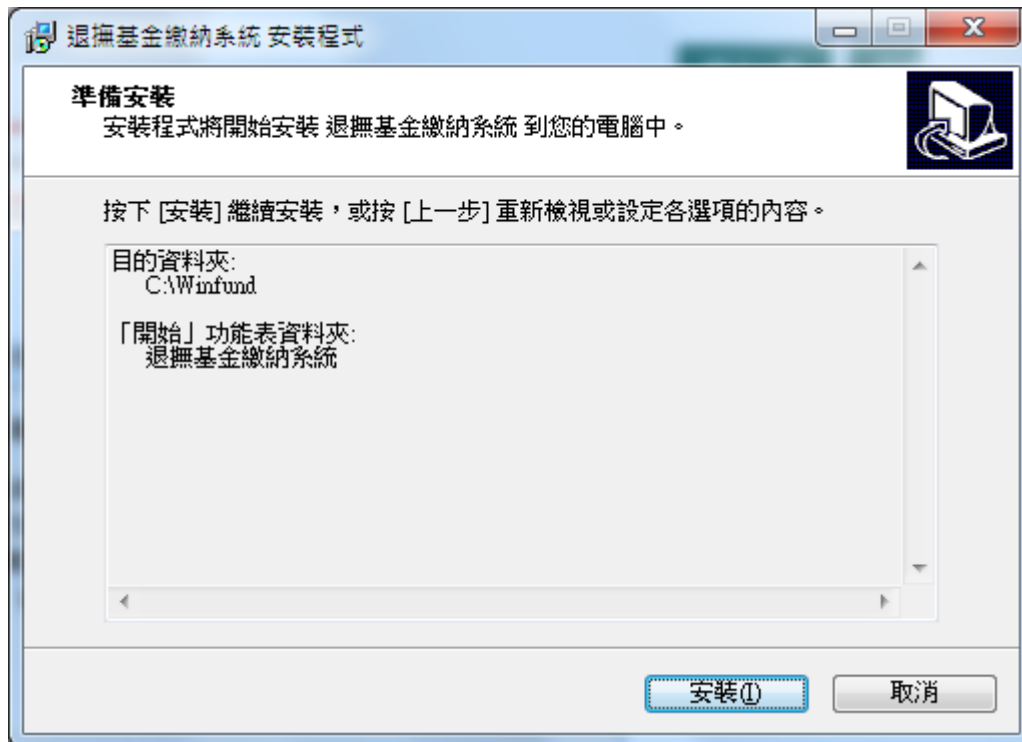 退撫基金繳納系統 安裝程式
準備安裝
安裝程式將開始安裝 退撫基金繳納系統 到您的電腦中。
按下 [安裝] 繼續安裝，或按 [上一步] 重新檢視或設定各選項的內容。
目的資料夾:
C:\Winfund
「開始」功能表資料夾:
退撫基金繳納系統
安裝(I)
取消